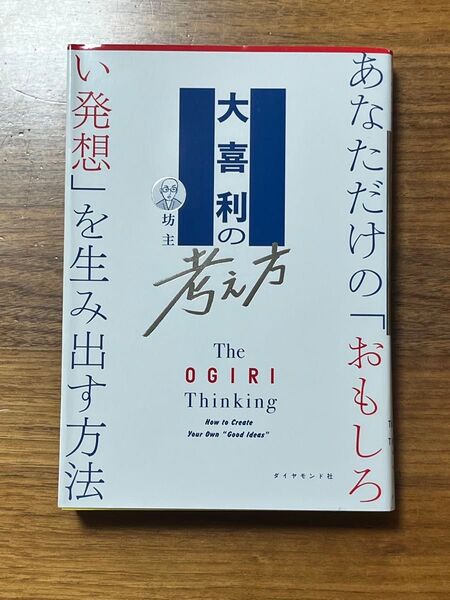 あなただけの「おもしろ
い発想」を生み出す方法
大喜利の
考え方
坊主
The
OGIRI
Thinking
How to Create
Your Own "Good Ideas"
ダイヤモンド社